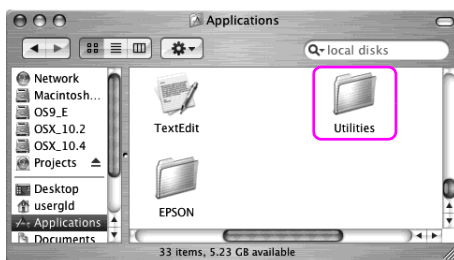 Applications
local disks
Network
Macintosh...
OS9_E
OSX_10.2
OSX_10.4
Projects
Desktop
usergld
Applications
Documents
TextEdit
Utilities
EPSON
33 items, 5.23 GB available